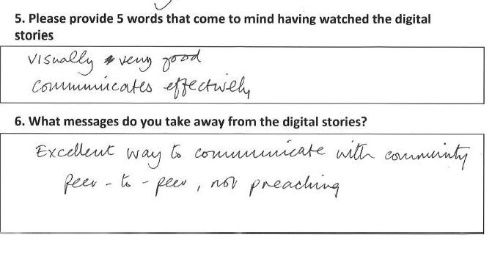 5. Please provide 5 words that come to mind having watched the digital
stories
Visually very good
Communicates effectively
6. What messages do you take away from the digital stories?
Excellent way to communicate with community
peer-to-peer, not preaching